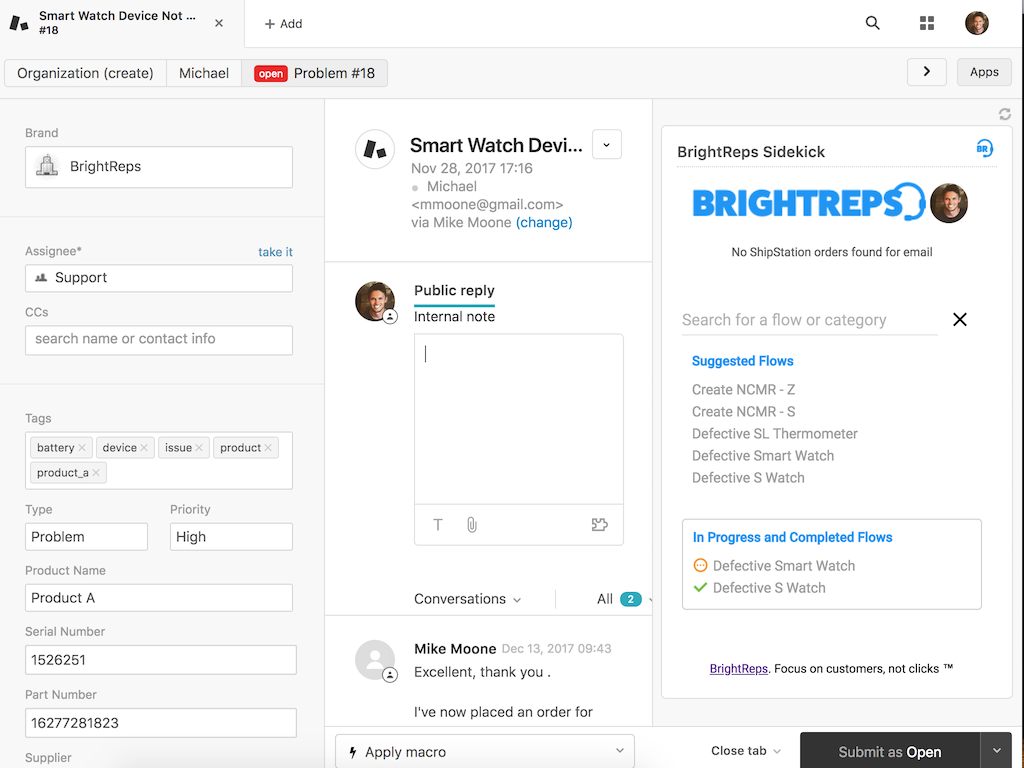 Smart Watch Device Not ...
#18
Add
Organization (create)
Michael
open Problem #18
Apps
Brand
BrightReps
Assignee*
take it
Support
CCs
search name or contact info
Tags
battery
device
issue
product
product_a
Type
Priority
Problem
High
Product Name
Product A
Serial Number
1526251
Part Number
16277281823
Supplier
Smart Watch Devi...
Nov 28, 2017 17:16
Michael
<mmoone@gmail.com>
via Mike Moone (change)
Public reply
Internal note
T
Conversations
All 2
Mike Moone Dec 13, 2017 09:43
Excellent, thank you .
I've now placed an order for
Apply macro
Close tab
Submit as Open
BrightReps Sidekick
BR
BRIGHTREPS
No ShipStation orders found for email
Search for a flow or category
Suggested Flows
Create NCMR - Z
Create NCMR - S
Defective SL Thermometer
Defective Smart Watch
Defective S Watch
In Progress and Completed Flows
Defective Smart Watch
Defective S Watch
BrightReps. Focus on customers, not clicks ™